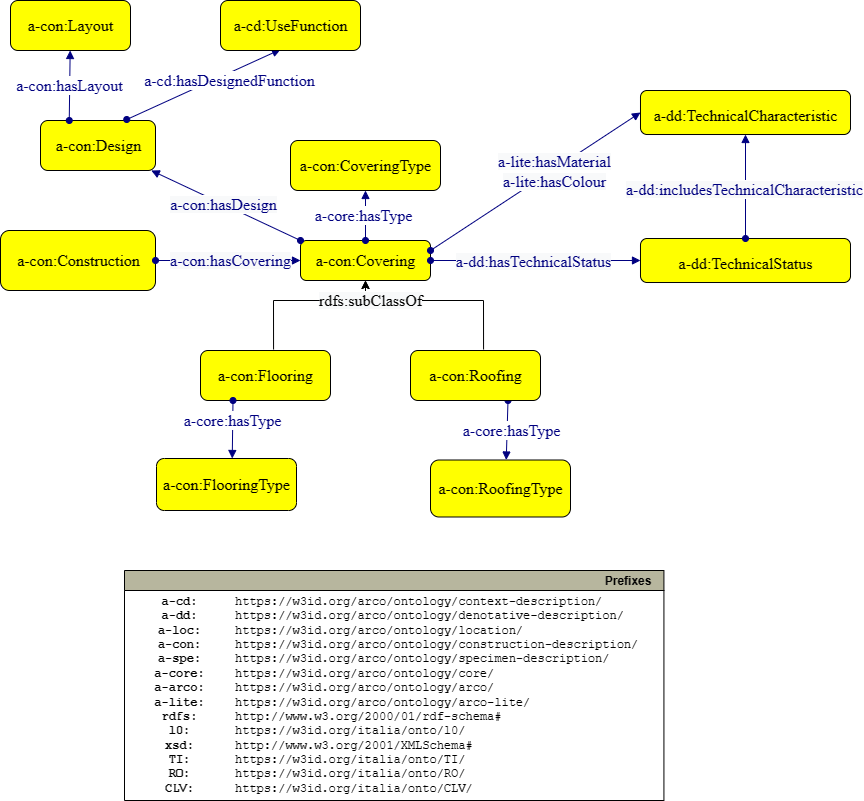 a-con:Layout
a-cd:UseFunction
a-con:hasLayout
a-cd:hasDesignedFunction
a-con:Design
a-dd:TechnicalCharacteristic
a-con:CoveringType
a-lite:hasMaterial
a-lite:hasColour
a-dd:includesTechnicalCharacteristic
a-con:hasDesign
a-core:hasType
a-con:Construction
a-con:hasCovering
a-con:Covering
a-dd:hasTechnicalStatus
a-dd:TechnicalStatus
rdfs:subClassOf
a-con:Flooring
a-con:Roofing
a-core:hasType
a-core:hasType
a-con:FlooringType
a-con:RoofingType
Prefixes
a-cd: https://w3id.org/arco/ontology/context-description/
a-dd: https://w3id.org/arco/ontology/denotative-description/
a-loc: https://w3id.org/arco/ontology/location/
a-con: https://w3id.org/arco/ontology/construction-description/
a-spe: https://w3id.org/arco/ontology/specimen-description/
a-core: https://w3id.org/arco/ontology/core/
a-arco: https://w3id.org/arco/ontology/arco/
a-lite: https://w3id.org/arco/ontology/arco-lite/
rdfs: http://www.w3.org/2000/01/rdf-schema#
l0: https://w3id.org/italia/onto/l0/
xsd: http://www.w3.org/2001/XMLSchema#
TI: https://w3id.org/italia/onto/TI/
RO: https://w3id.org/italia/onto/RO/
CLV: https://w3id.org/italia/onto/CLV/